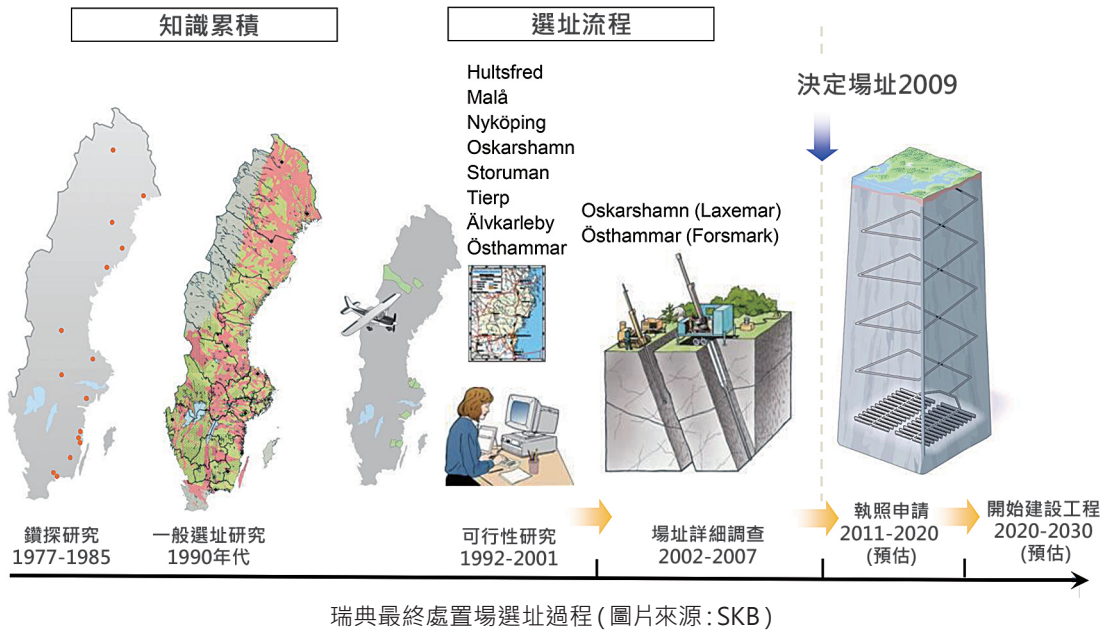 知識累積
選址流程
Hultsfred
Malå
Nyköping
Oskarshamn
Storuman
Tierp
Älvkarleby
Östhammar
Oskarshamn (Laxemar)
Östhammar (Forsmark)
決定場址2009
鑽探研究
1977-1985
一般選址研究
1990年代
可行性研究
1992-2001
場址詳細調查
2002-2007
執照申請
2011-2020
(預估)
開始建設工程
2020-2030
(預估)
瑞典最終處置場選址過程 ( 圖片來源 : SKB )